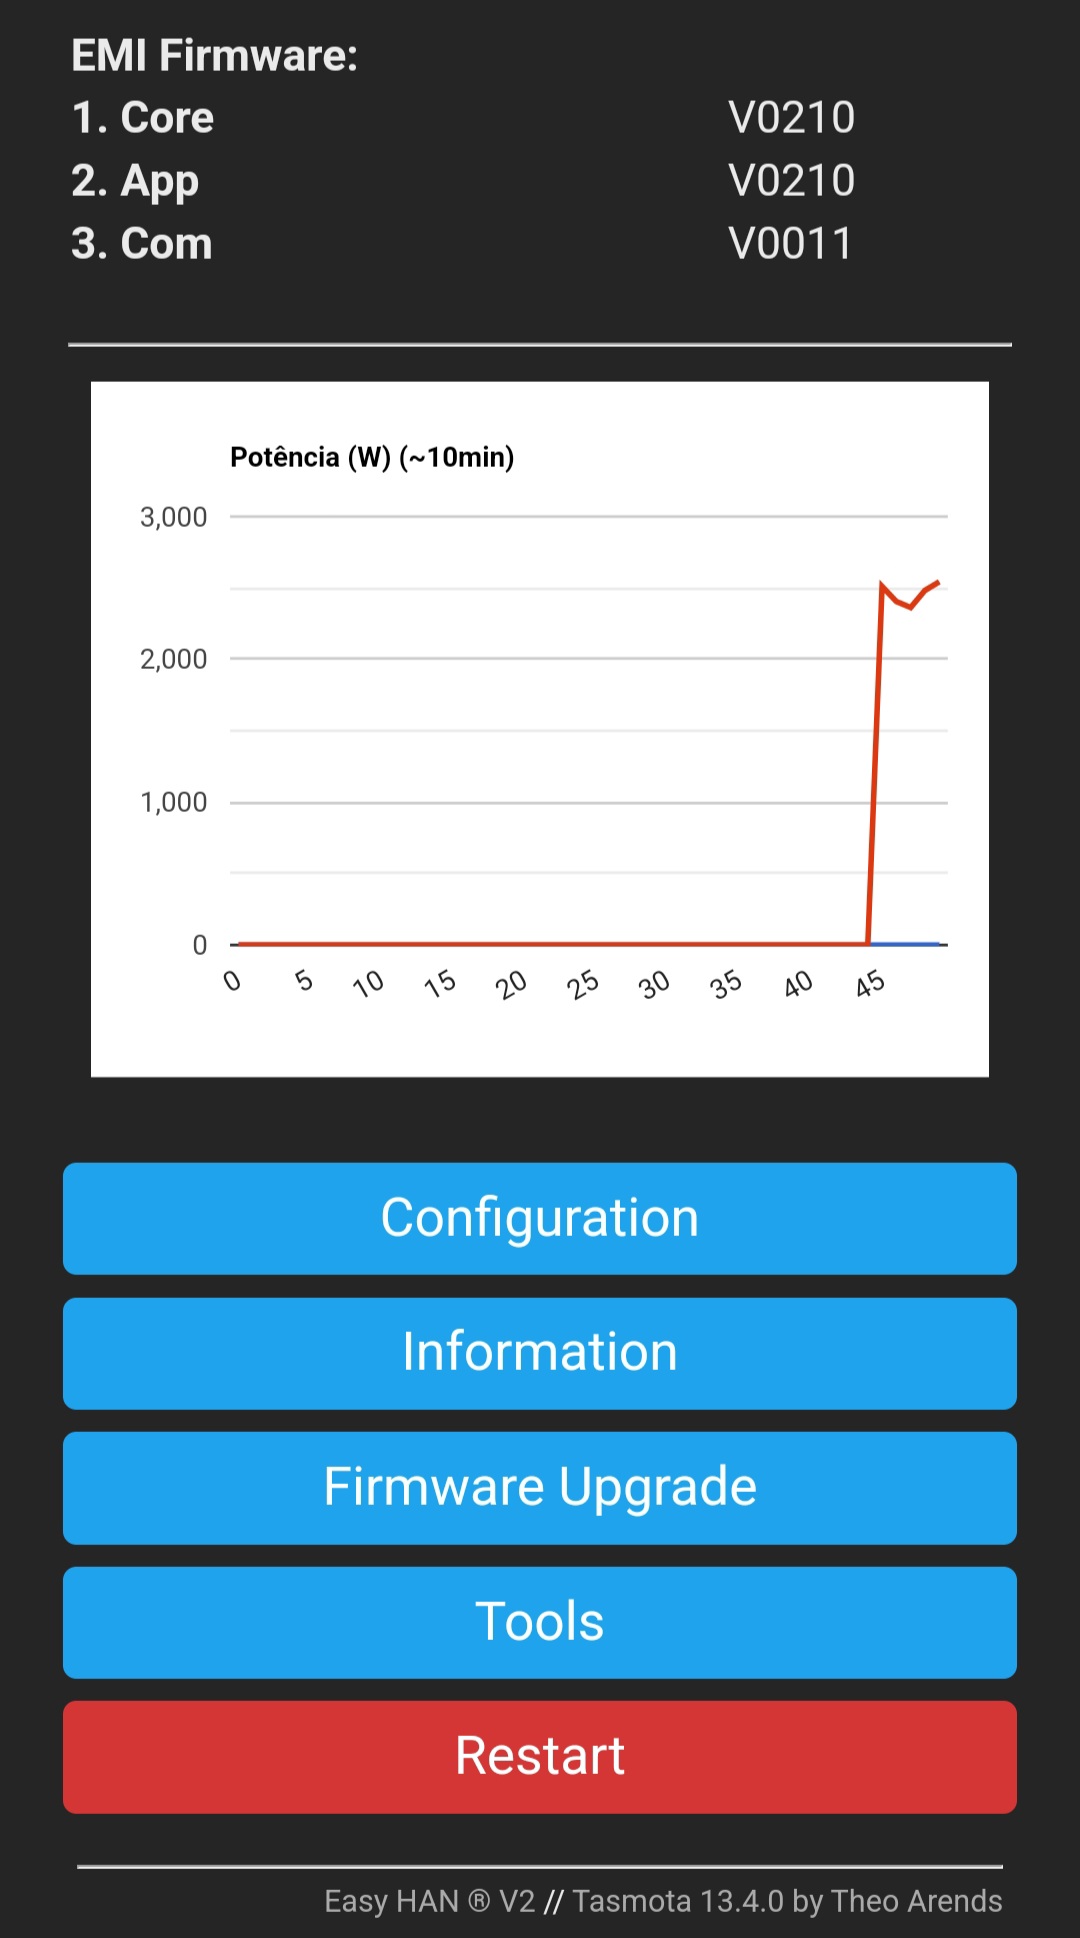 EMI Firmware:
1. Core V0210
2. App V0210
3. Com V0011
Potência (W) (~10min)
3,000
2,000
1,000
0
0 5 10 15 20 25 30 35 40 45
Configuration
Information
Firmware Upgrade
Tools
Restart
Easy HAN ® V2 // Tasmota 13.4.0 by Theo Arends